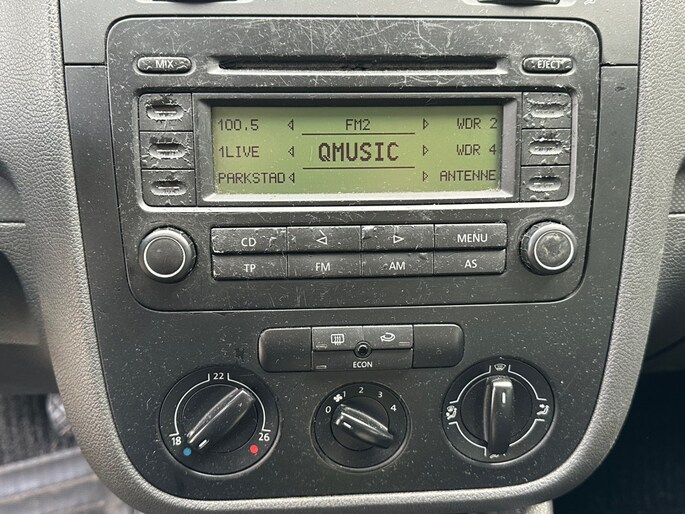 MIX EJECT
100.5 FM2 WDR 2
1LIVE QMUSIC WDR 4
PARKSTAD ANTENNE
CD MENU
TP FM AM AS
ECON
22
18 26
0 1 2 3 4